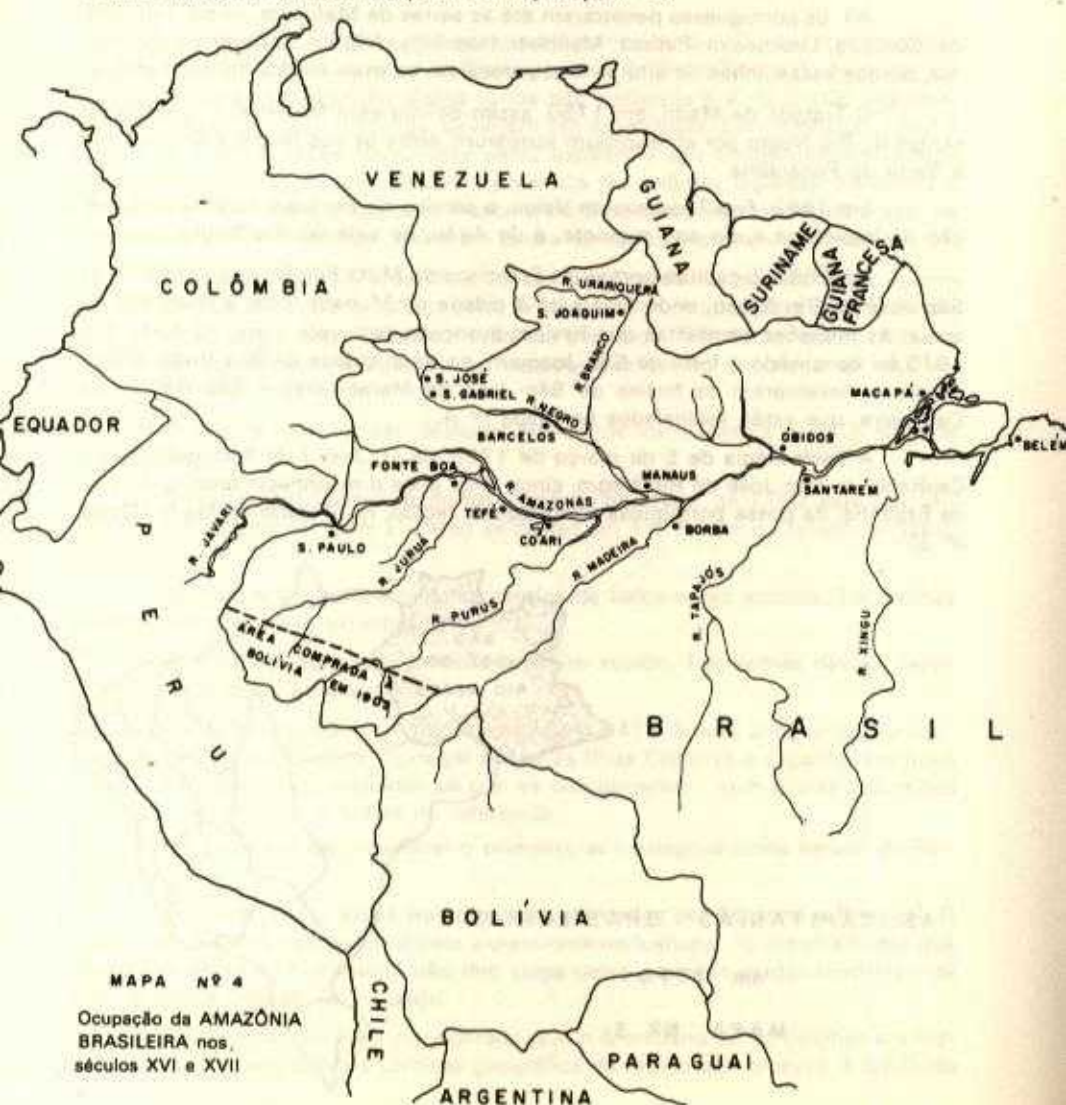 VENEZUELA
GUIANA
SURINAME
GUIANA
FRANCESA
COLÔMBIA
R. URARIQUERA
S. JOAQUIM
R. BRANCO
S. JOSÉ
S. GABRIEL
R. NEGRO
BARCELOS
MACAPÁ
BELÉM
EQUADOR
FONTE BOA
R. AMAZONAS
MANAUS
ÓBIDOS
SANTARÉM
TEFÉ
COARI
BORBA
R. JAVARI
S. PAULO
R. JURUÁ
R. PURUS
R. MADEIRA
R. TAPAJÓS
R. XINGU
PERU
ÁREA COMPRADA À
BOLÍVIA EM 1903
BRASIL
BOLÍVIA
CHILE
PARAGUAI
ARGENTINA
MAPA Nº 4
Ocupação da AMAZÔNIA
BRASILEIRA nos
séculos XVI e XVII